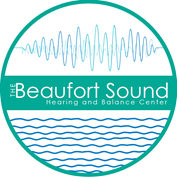 THE Beaufort Sound
Hearing and Balance Center